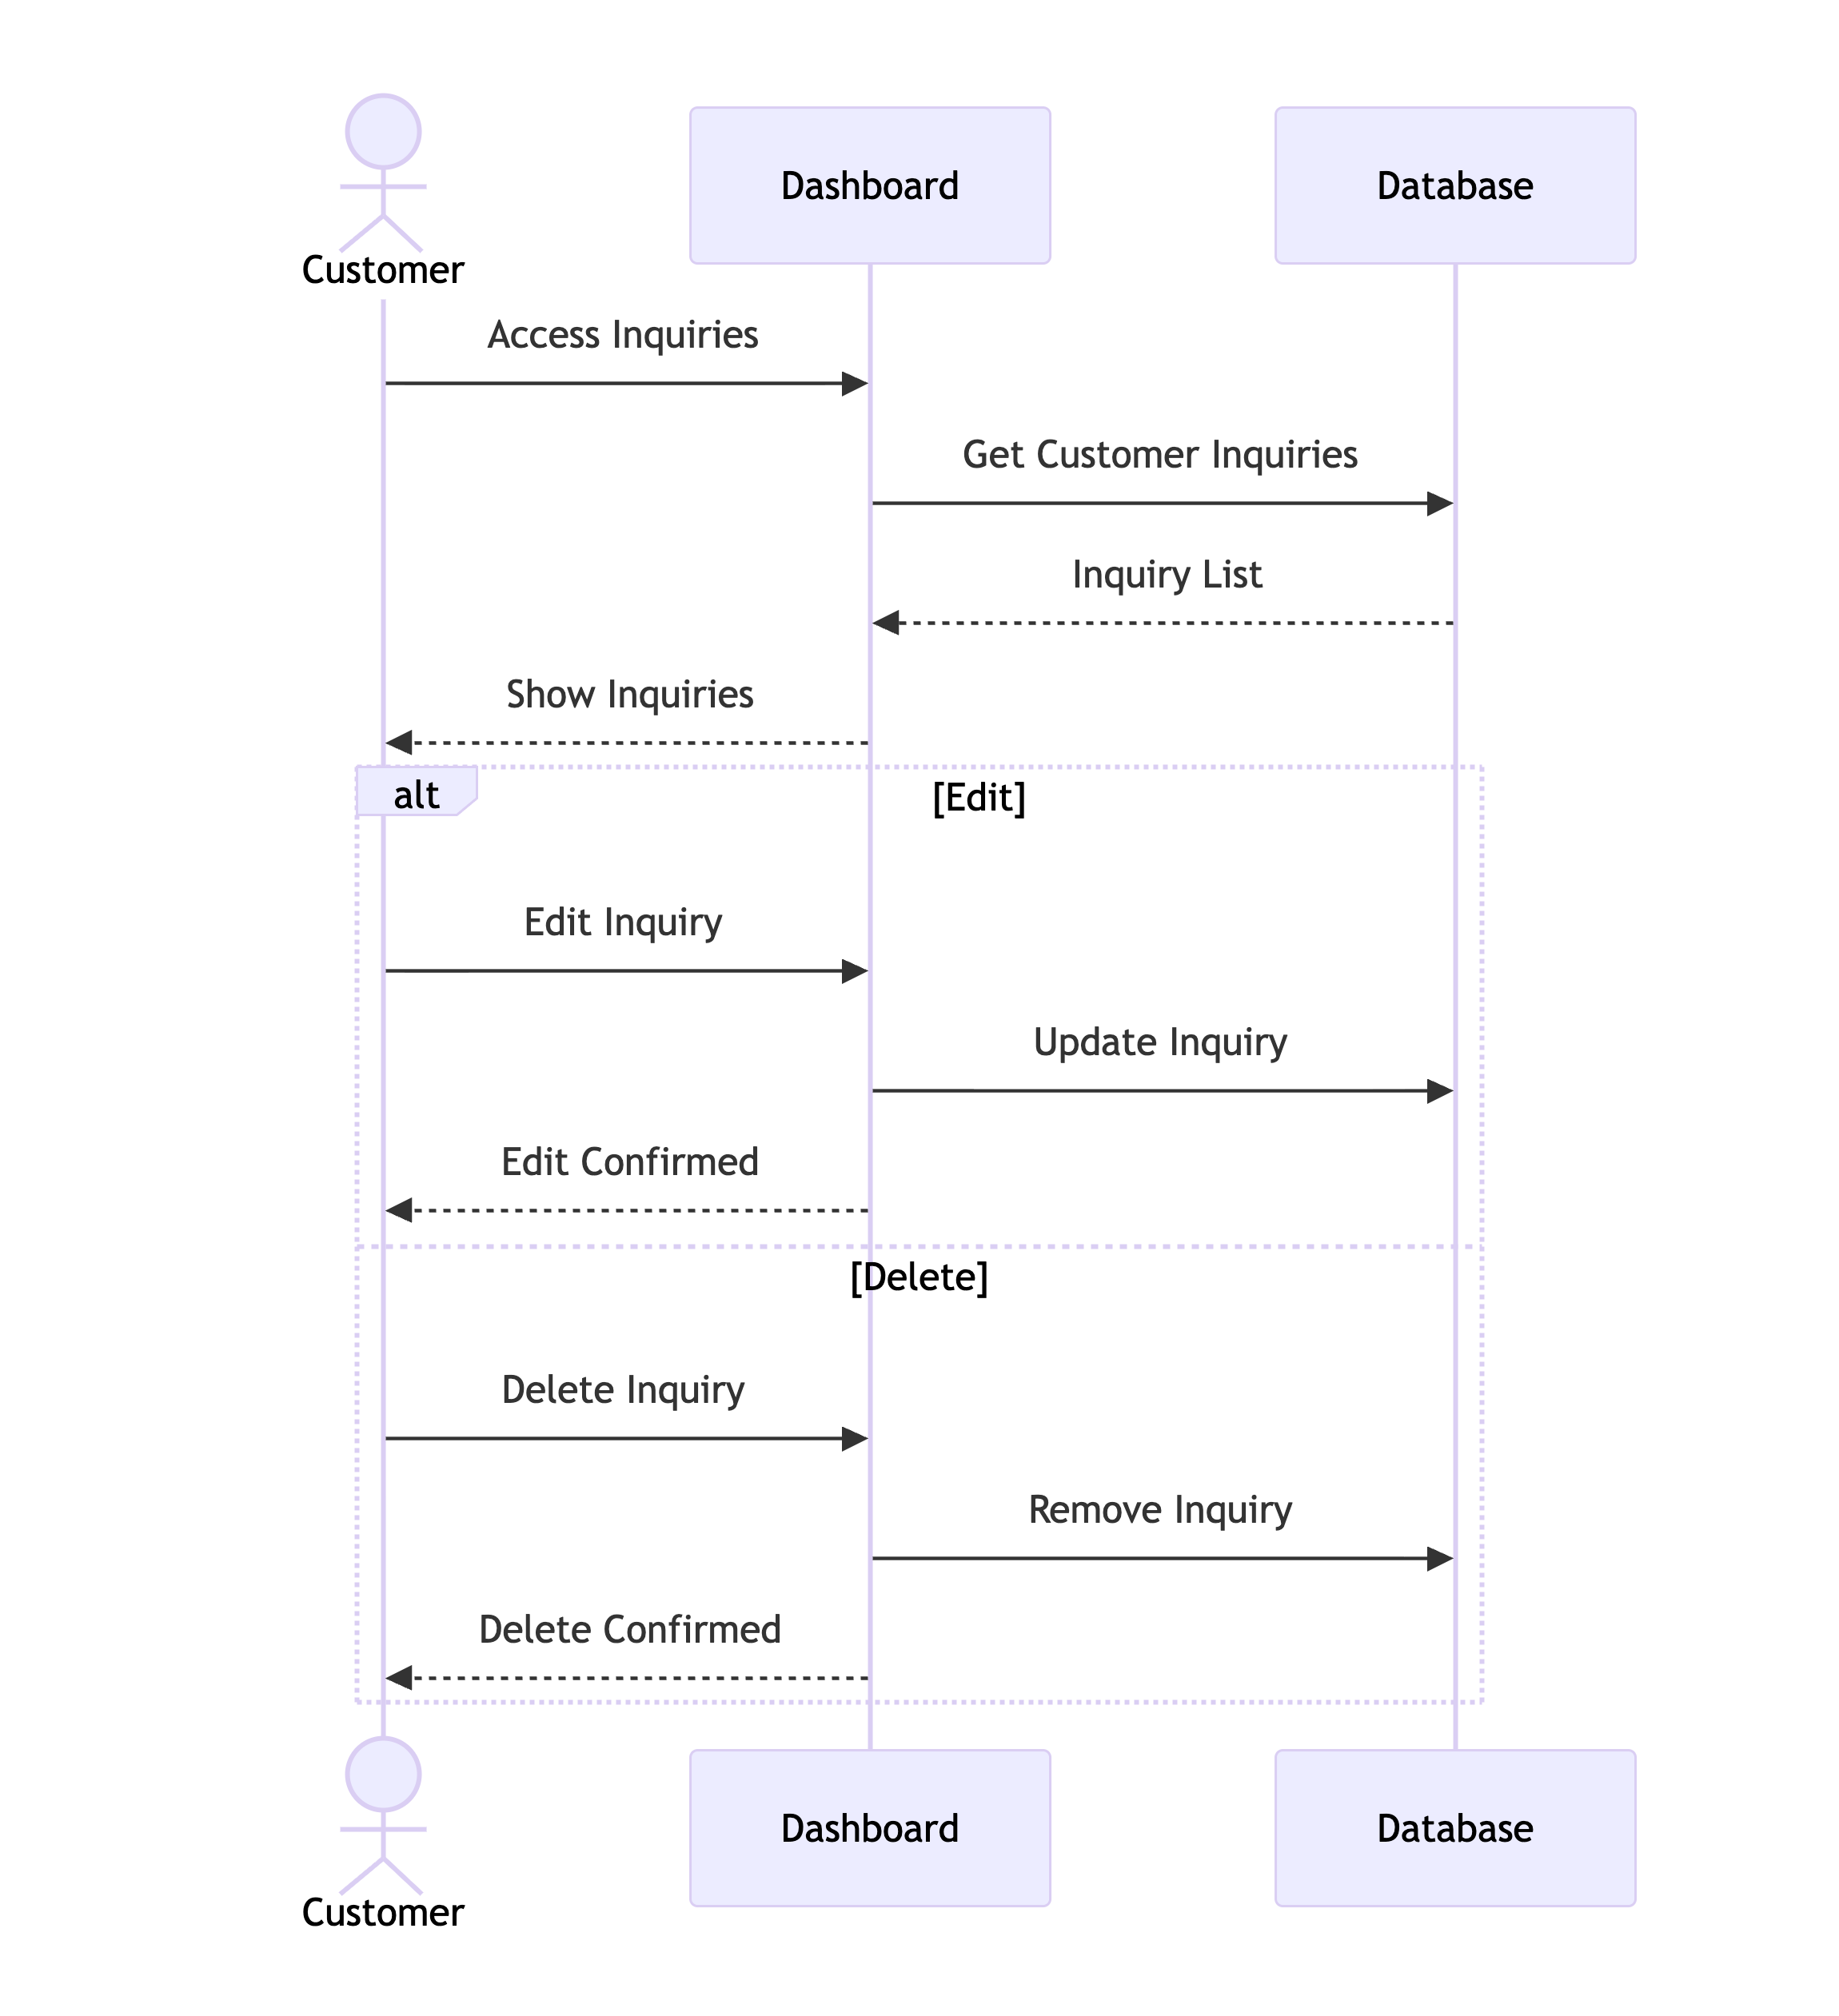 Customer
Dashboard
Database
Access Inquiries
Get Customer Inquiries
Inquiry List
Show Inquiries
alt
[Edit]
Edit Inquiry
Update Inquiry
Edit Confirmed
[Delete]
Delete Inquiry
Remove Inquiry
Delete Confirmed
Customer
Dashboard
Database